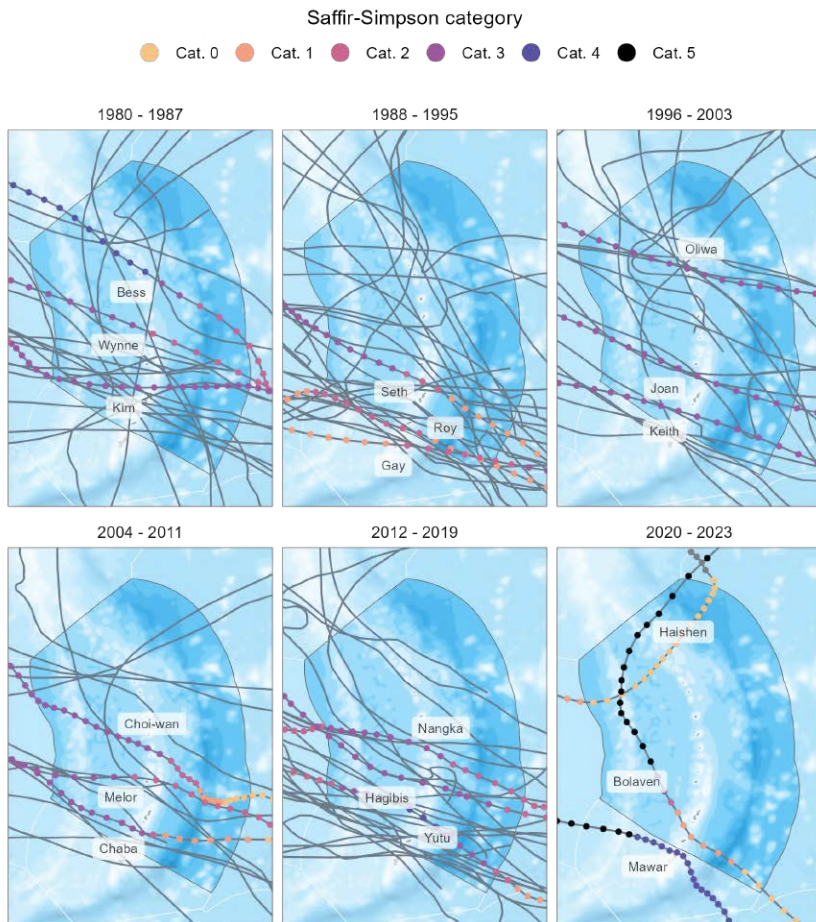 Saffir-Simpson category
Cat. 0 Cat. 1 Cat. 2 Cat. 3 Cat. 4 Cat. 5
1980 - 1987 1988 - 1995 1996 - 2003
Bess
Wynne
Kim
Seth
Roy
Gay
Oliwa
Joan
Keith
2004 - 2011 2012 - 2019 2020 - 2023
Choi-wan
Melor
Chaba
Nangka
Hagibis
Yutu
Haishen
Bolaven
Mawar